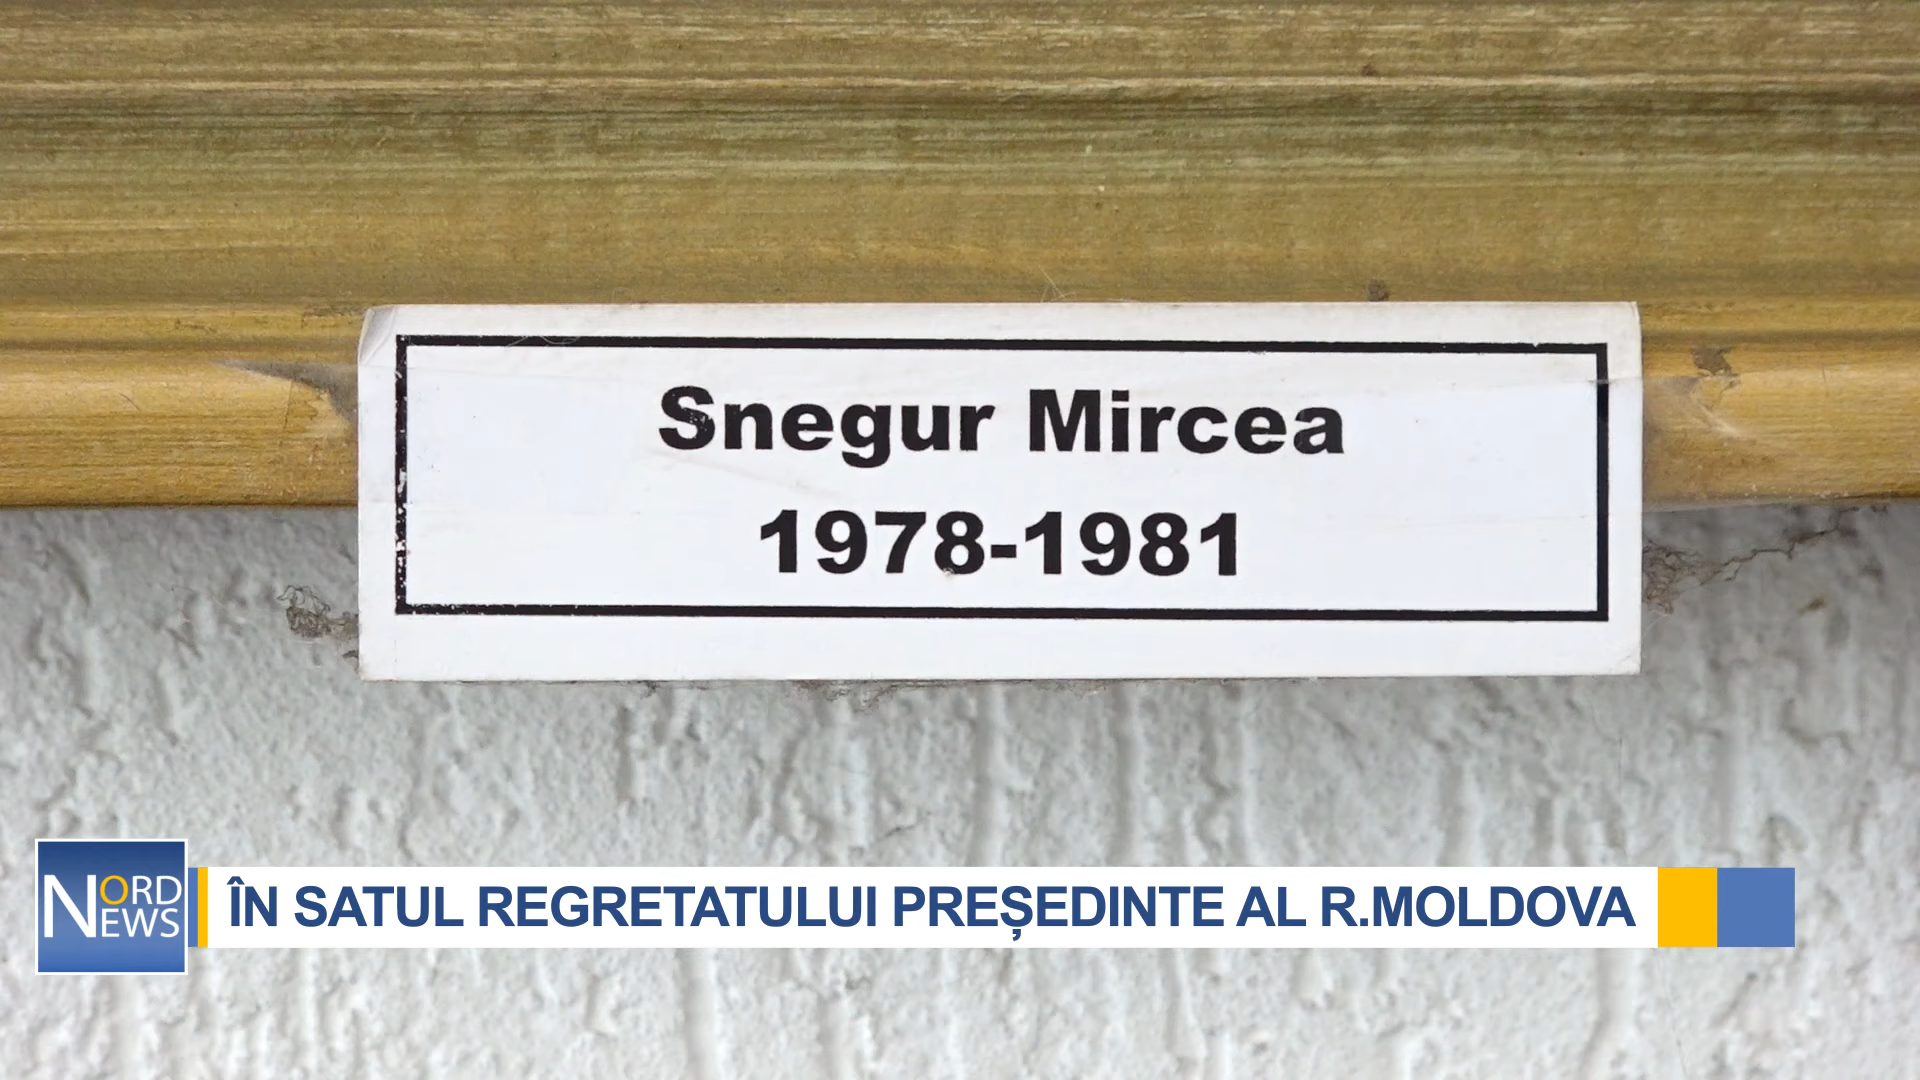 Snegur Mircea
1978-1981
NORD
NEWS
ÎN SATUL REGRETATULUI PREȘEDINTE AL R.MOLDOVA